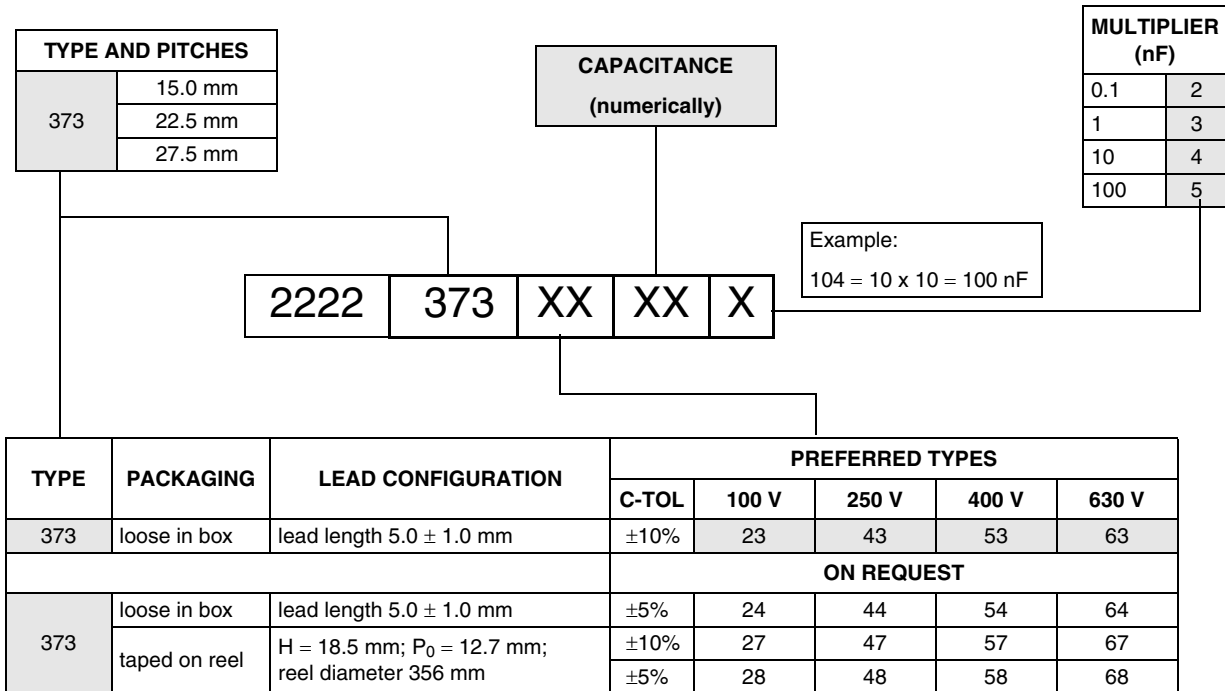 TYPE AND PITCHES
373
15.0 mm
22.5 mm
27.5 mm
CAPACITANCE
(numerically)
MULTIPLIER
(nF)
0.1 2
1 3
10 4
100 5
Example:
104 = 10 x 10 = 100 nF
2222 373 XX XX X
TYPE PACKAGING LEAD CONFIGURATION PREFERRED TYPES
C-TOL 100 V 250 V 400 V 630 V
373 loose in box lead length 5.0 ± 1.0 mm ±10% 23 43 53 63
ON REQUEST
373 loose in box lead length 5.0 ± 1.0 mm ±5% 24 44 54 64
taped on reel H = 18.5 mm; P0 = 12.7 mm; ±10% 27 47 57 67
reel diameter 356 mm ±5% 28 48 58 68